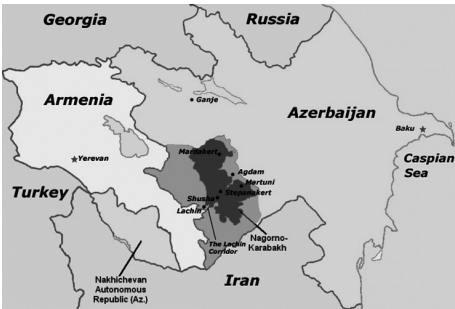 Georgia
Russia
Armenia
Ganje
Azerbaijan
Baku
Mardakert
Yerevan
Agdam
Caspian
Sea
Martuni
Turkey
Stepanakert
Shusha
Lachin
The Lachin
Corridor
Nagorno-
Karabakh
Iran
Nakhichevan
Autonomous
Republic (Az.)